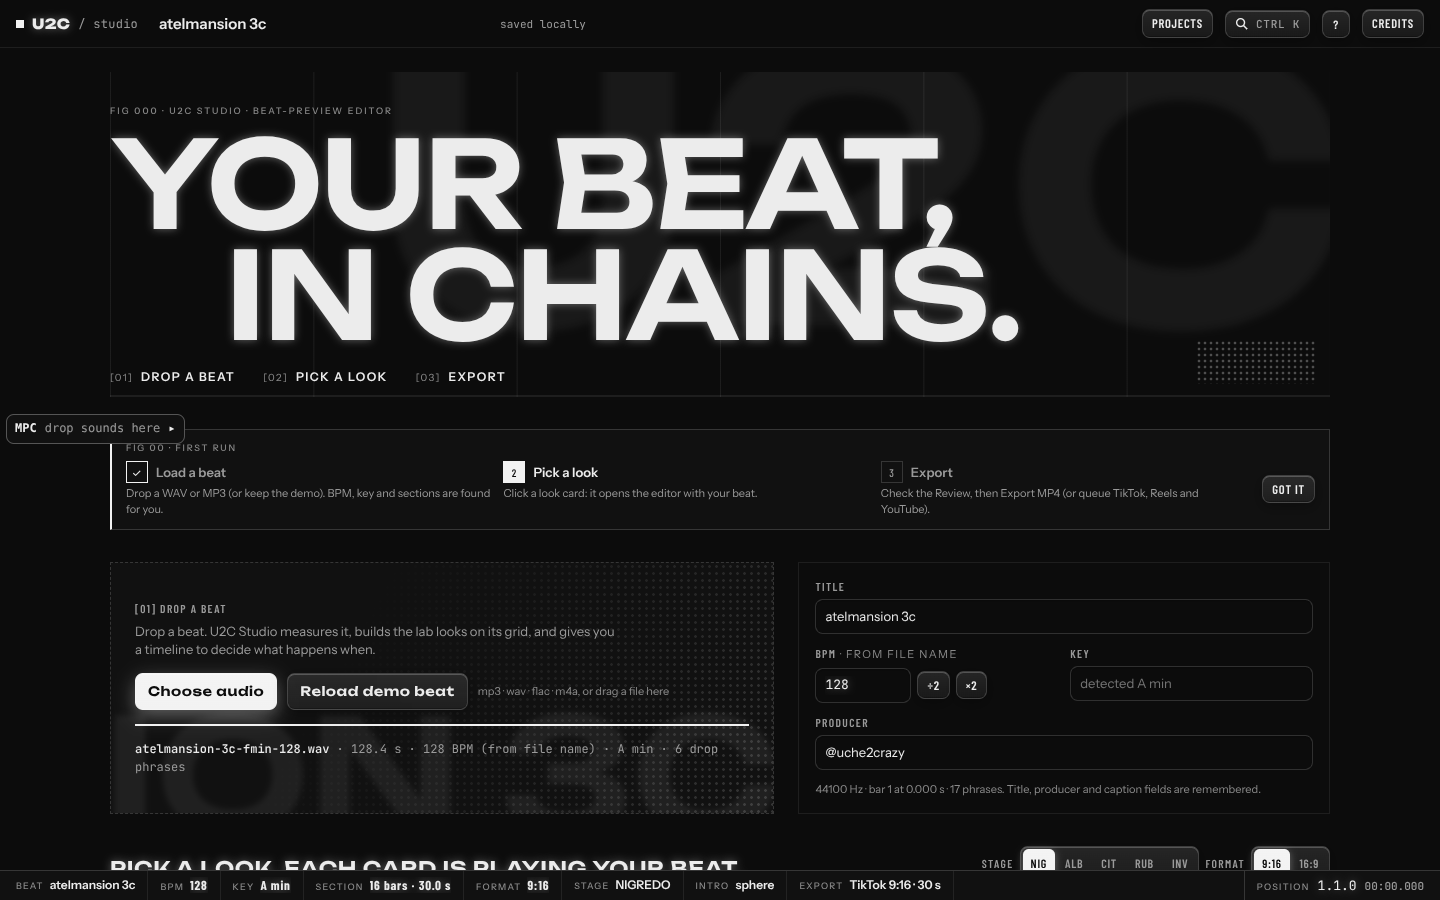 U2C / studio atelmansion 3c saved locally PROJECTS CTRL K ? CREDITS
FIG 000 · U2C STUDIO · BEAT-PREVIEW EDITOR
YOUR BEAT,
IN CHAINS.
[01] DROP A BEAT [02] PICK A LOOK [03] EXPORT
MPC drop sounds here ▸
FIG 00 · FIRST RUN
✓ Load a beat
Drop a WAV or MP3 (or keep the demo). BPM, key and sections are found
for you.
2 Pick a look
Click a look card: it opens the editor with your beat.
3 Export
Check the Review, then Export MP4 (or queue TikTok, Reels and
YouTube).
GOT IT
[01] DROP A BEAT
Drop a beat. U2C Studio measures it, builds the lab looks on its grid, and gives you
a timeline to decide what happens when.
Choose audio Reload demo beat mp3 · wav · flac · m4a, or drag a file here
atelmansion-3c-fmin-128.wav · 128.4 s · 128 BPM (from file name) · A min · 6 drop
phrases
TITLE
atelmansion 3c
BPM · FROM FILE NAME KEY
128 ÷2 ×2 detected A min
PRODUCER
@uche2crazy
44100 Hz · bar 1 at 0.000 s · 17 phrases. Title, producer and caption fields are remembered.
PICK A LOOK. EACH CARD IS PLAYING YOUR BEAT.
STAGE NIG ALB CIT RUB INV FORMAT 9:16 16:9
BEAT atelmansion 3c BPM 128 KEY A min SECTION 16 bars · 30.0 s FORMAT 9:16 STAGE NIGREDO INTRO sphere EXPORT TikTok 9:16 · 30 s POSITION 1.1.0 00:00.000